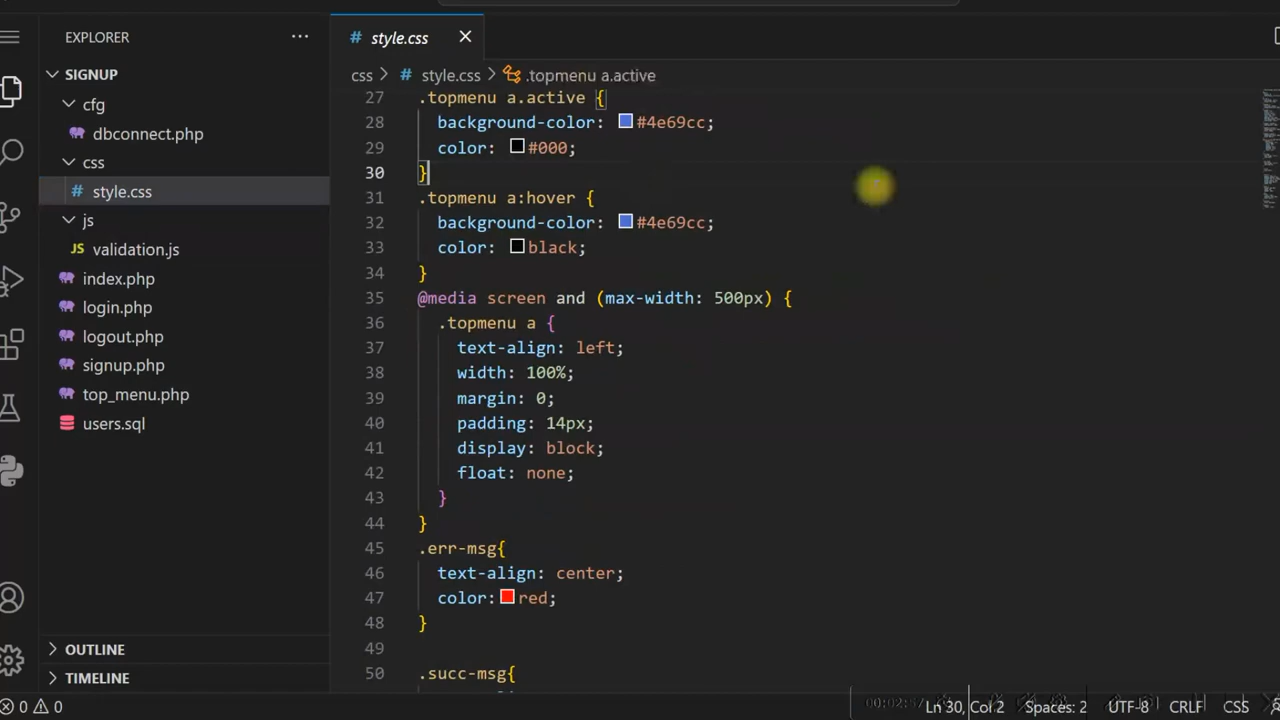 EXPLORER
SIGNUP
cfg
dbconnect.php
css
style.css
js
JS validation.js
index.php
login.php
logout.php
signup.php
top_menu.php
users.sql
OUTLINE
TIMELINE
# style.css
css > # style.css > .topmenu a.active
27 .topmenu a.active {
28 background-color: #4e69cc;
29 color: #000;
30 }
31 .topmenu a:hover {
32 background-color: #4e69cc;
33 color: black;
34 }
35 @media screen and (max-width: 500px) {
36 .topmenu a {
37 text-align: left;
38 width: 100%;
39 margin: 0;
40 padding: 14px;
41 display: block;
42 float: none;
43 }
44 }
45 .err-msg{
46 text-align: center;
47 color: red;
48 }
49
50 .succ-msg{
0 0 Ln 30, Col 2 Spaces: 2 UTF-8 CRLF CSS